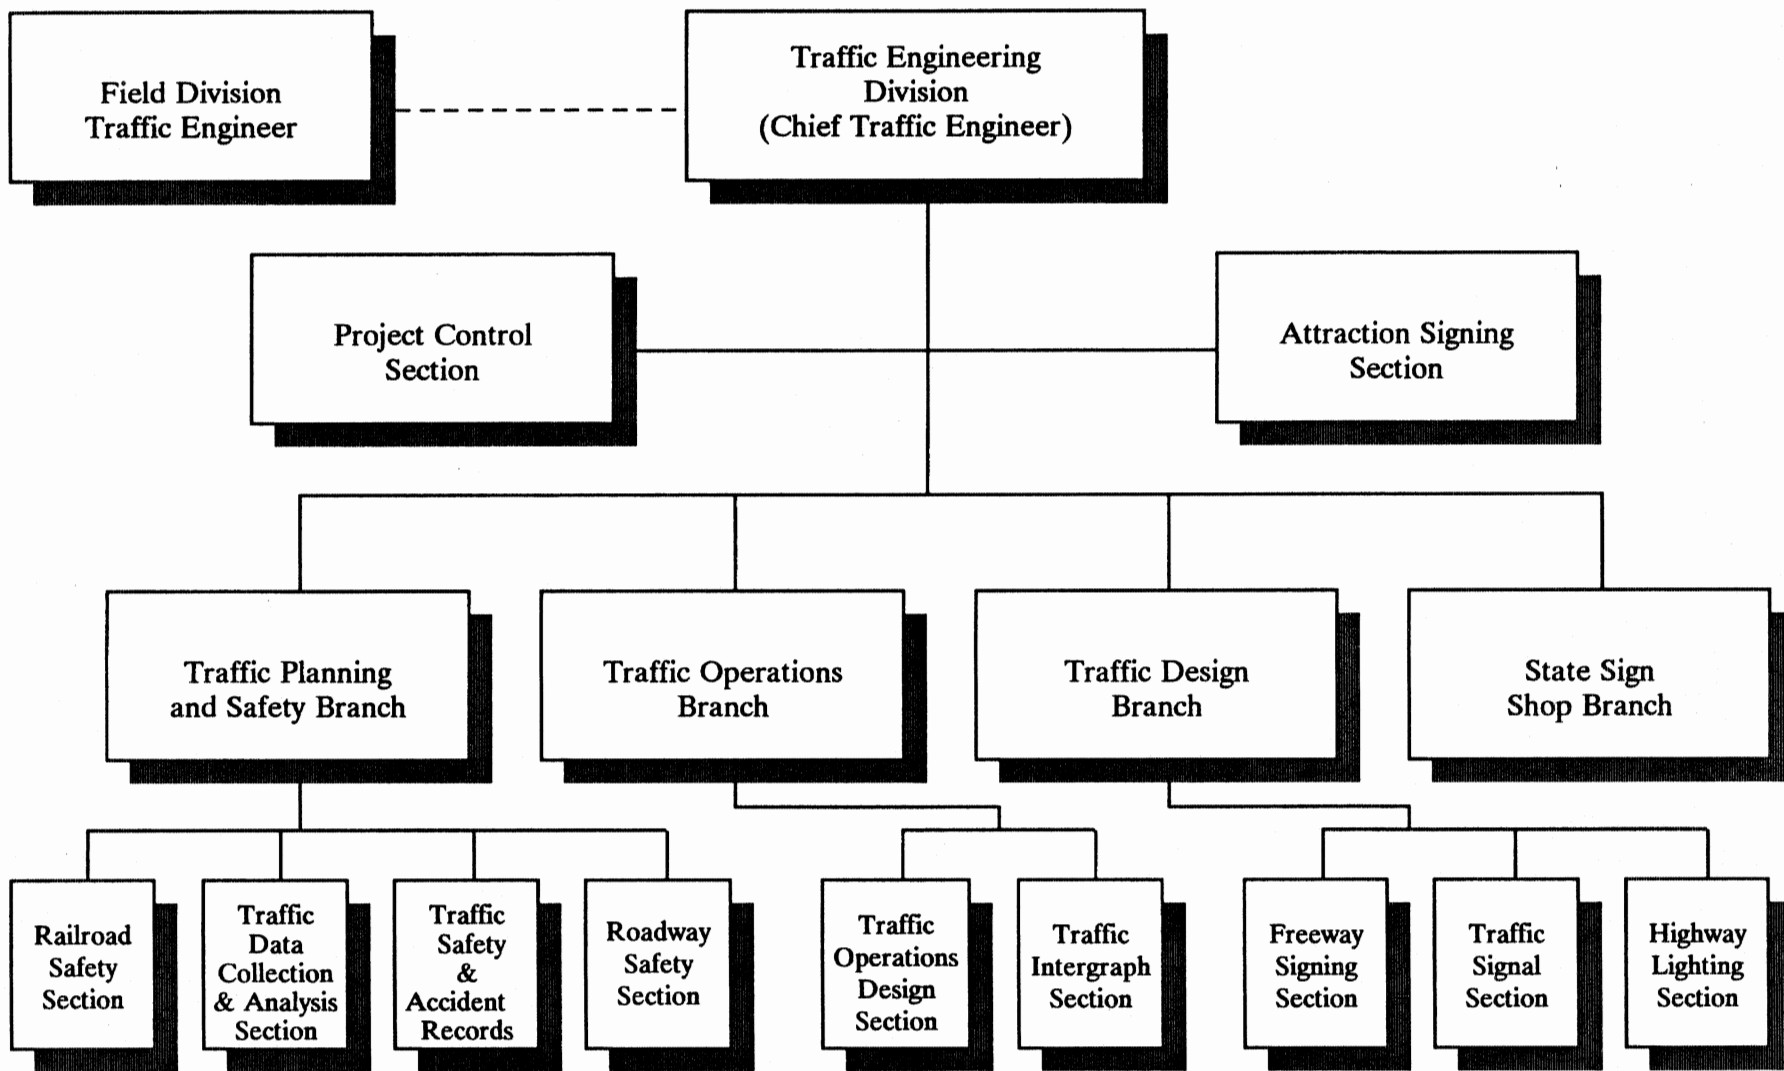 Field Division
Traffic Engineer
Traffic Engineering
Division
(Chief Traffic Engineer)
Project Control
Section
Attraction Signing
Section
Traffic Planning
and Safety Branch
Traffic Operations
Branch
Traffic Design
Branch
State Sign
Shop Branch
Railroad
Safety
Section
Traffic
Data
Collection
& Analysis
Section
Traffic
Safety
&
Accident
Records
Roadway
Safety
Section
Traffic
Operations
Design
Section
Traffic
Intergraph
Section
Freeway
Signing
Section
Traffic
Signal
Section
Highway
Lighting
Section